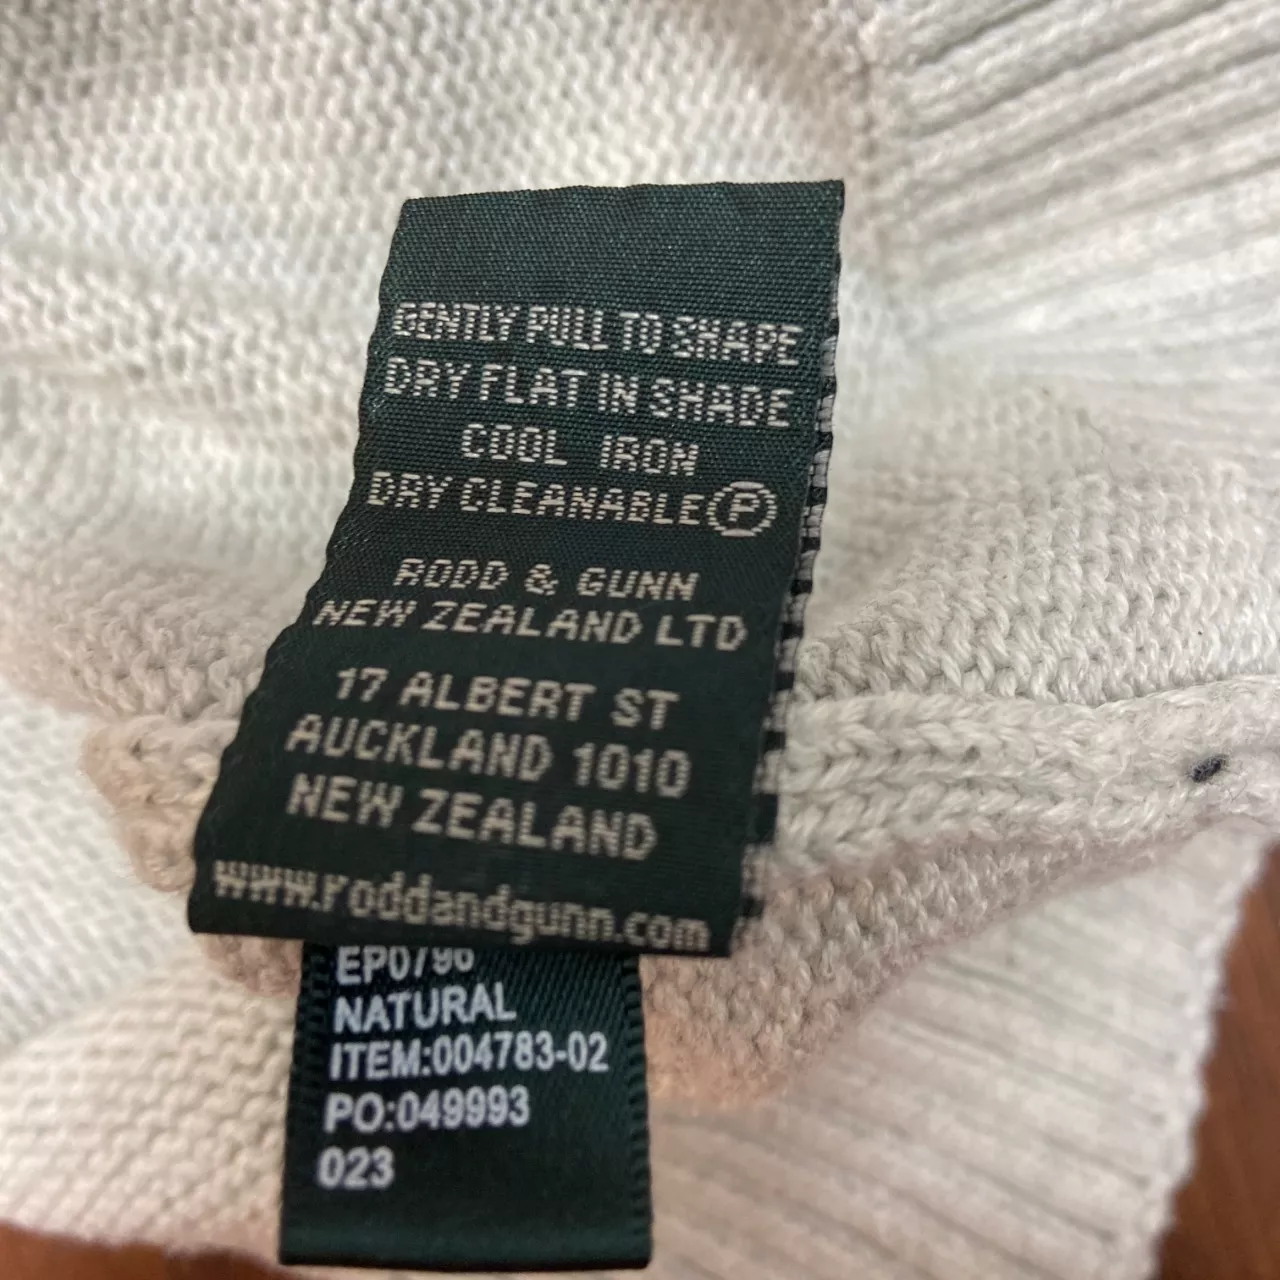 GENTLY PULL TO SHAPE
DRY FLAT IN SHADE
COOL IRON
DRY CLEANABLE Ⓟ
RODD & GUNN
NEW ZEALAND LTD
17 ALBERT ST
AUCKLAND 1010
NEW ZEALAND
www.roddandgunn.com
NATURAL
ITEM:004783-02
PO:049993
023